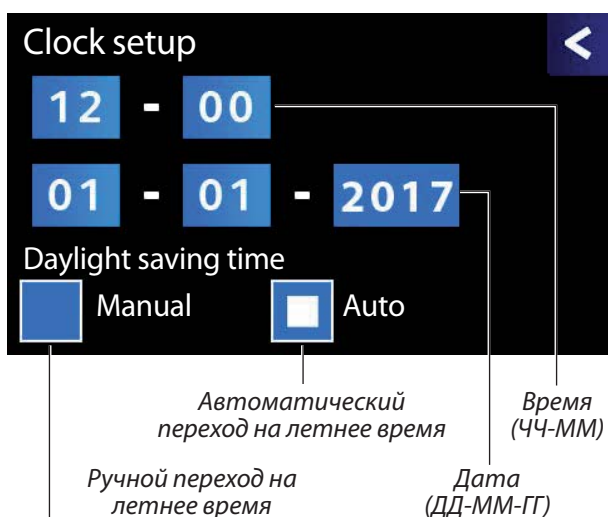 Clock setup <
12 - 00
01 - 01 - 2017
Daylight saving time
Manual Auto
Автоматический
переход на летнее время
Время
(ЧЧ-ММ)
Ручной переход на
летнее время
Дата
(ДД-ММ-ГГ)